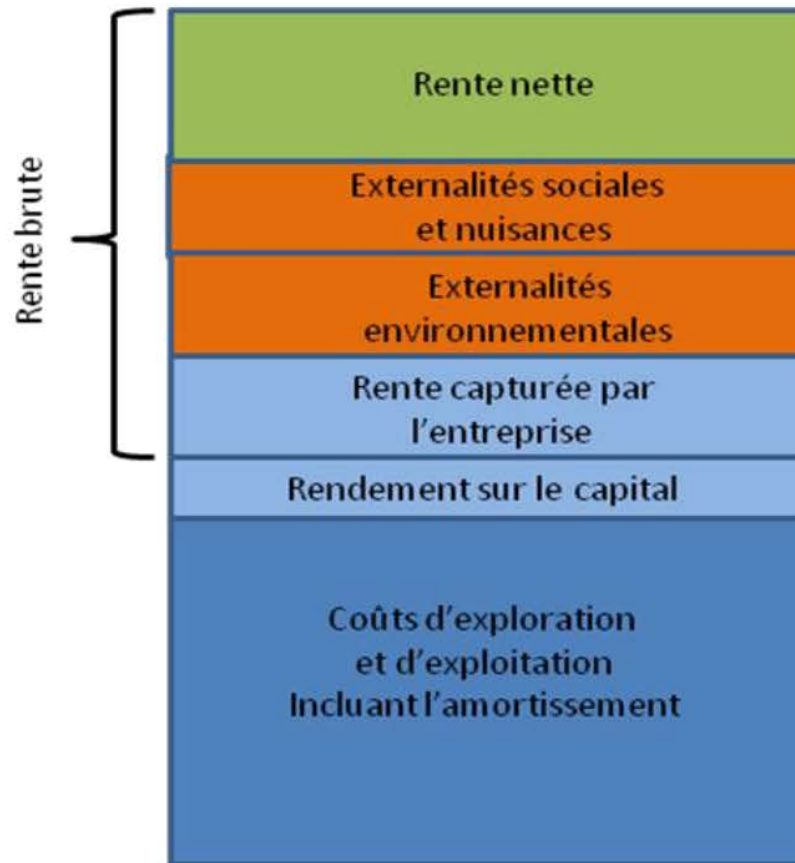 Rente brute
Rente nette
Externalités sociales
et nuisances
Externalités
environnementales
Rente capturée par
l'entreprise
Rendement sur le capital
Coûts d'exploration
et d'exploitation
Incluant l'amortissement